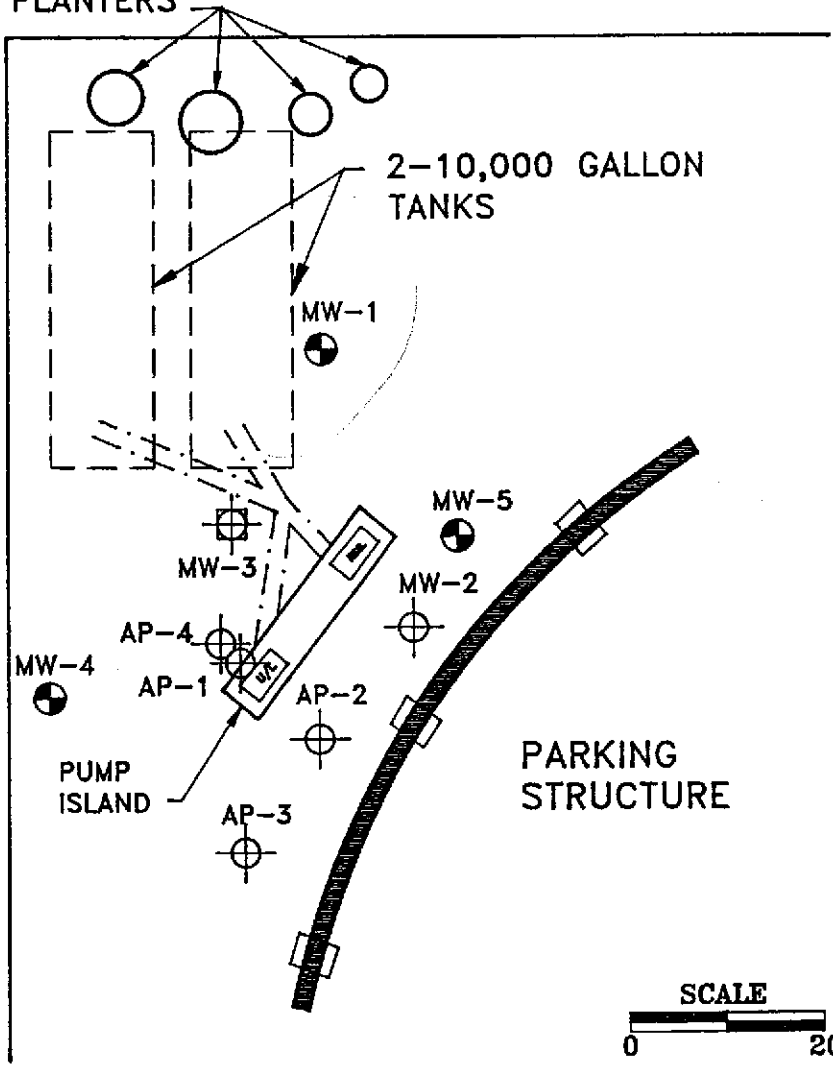 PLANTERS
2-10,000 GALLON
TANKS
MW-1
MW-5
MW-3
MW-2
AP-4
MW-4
AP-1
U/L
AP-2
PUMP
ISLAND
PARKING
STRUCTURE
AP-3
SCALE
0